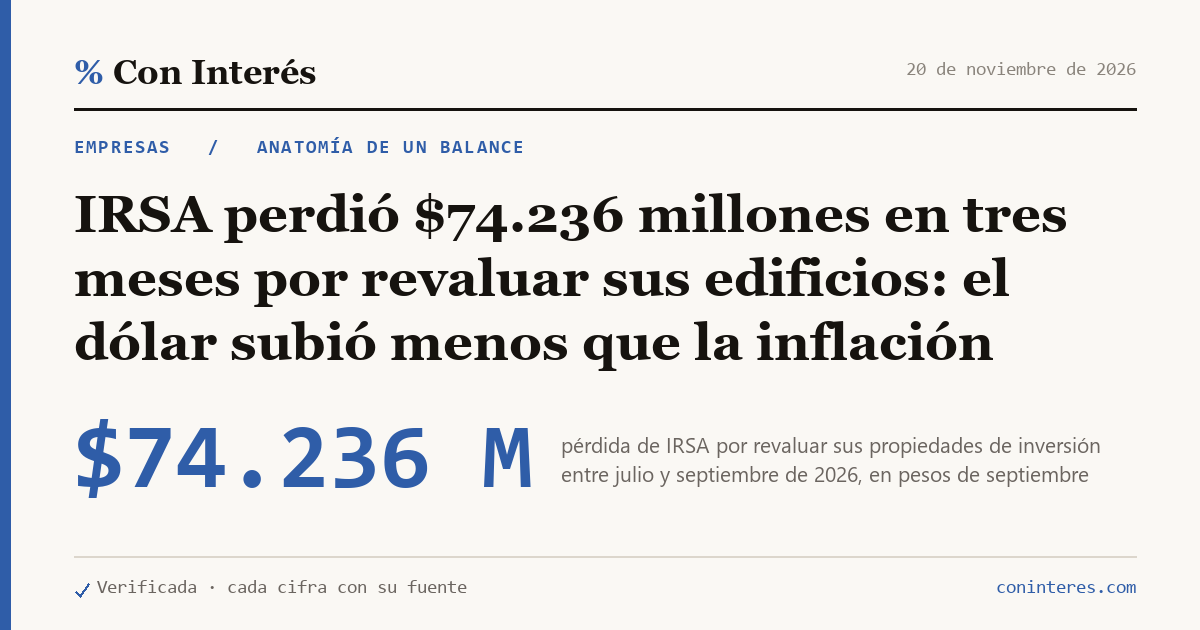 % Con Interés
20 de noviembre de 2026
EMPRESAS / ANATOMÍA DE UN BALANCE
IRSA perdió $74.236 millones en tres
meses por revaluar sus edificios: el
dólar subió menos que la inflación
$74.236 M
pérdida de IRSA por revaluar sus propiedades de inversión
entre julio y septiembre de 2026, en pesos de septiembre
✓ Verificada · cada cifra con su fuente
coninteres.com